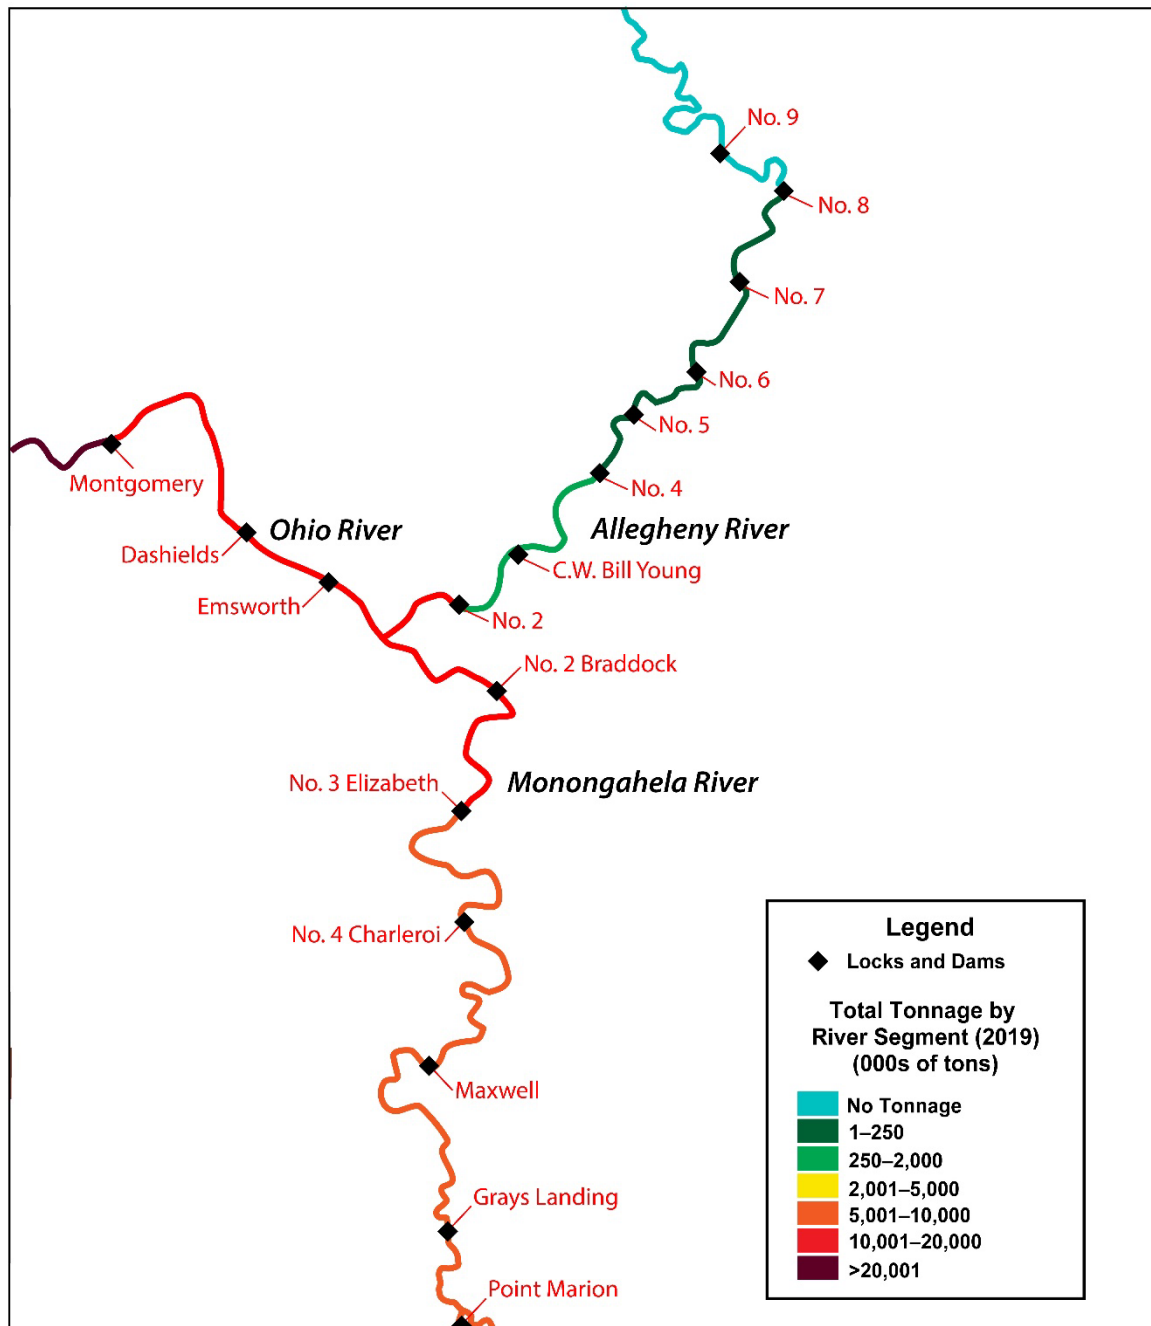 No. 9
No. 8
No. 7
No. 6
No. 5
No. 4
Montgomery
Ohio River
Allegheny River
Dashields
C.W. Bill Young
Emsworth
No. 2
No. 2 Braddock
No. 3 Elizabeth
Monongahela River
No. 4 Charleroi
Maxwell
Grays Landing
Point Marion
Legend
Locks and Dams
Total Tonnage by
River Segment (2019)
(000s of tons)
No Tonnage
1–250
250–2,000
2,001–5,000
5,001–10,000
10,001–20,000
>20,001